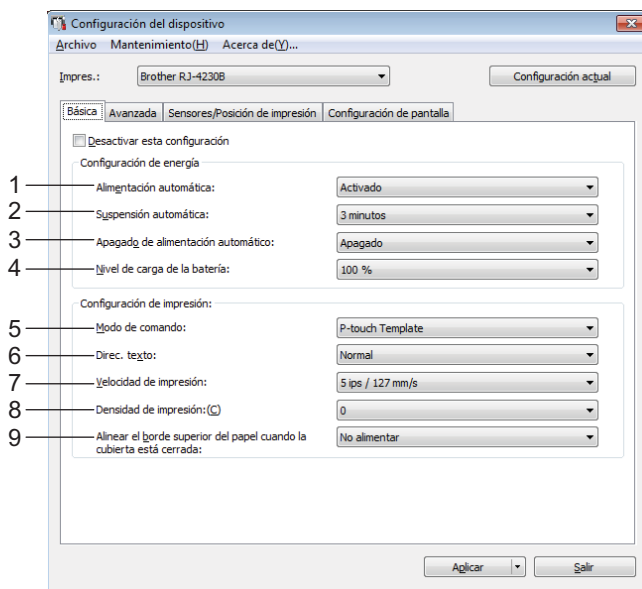 Configuración del dispositivo
Archivo Mantenimiento(H) Acerca de(Y)...
Impres.: Brother RJ-4230B Configuración actual
Básica Avanzada Sensores/Posición de impresión Configuración de pantalla
Desactivar esta configuración
Configuración de energía
1 Alimentación automática: Activado
2 Suspensión automática: 3 minutos
3 Apagado de alimentación automático: Apagado
4 Nivel de carga de la batería: 100 %
Configuración de impresión:
5 Modo de comando: P-touch Template
6 Direc. texto: Normal
7 Velocidad de impresión: 5 ips / 127 mm/s
8 Densidad de impresión:(C) 0
9 Alinear el borde superior del papel cuando la No alimentar
cubierta está cerrada:
Aplicar Salir